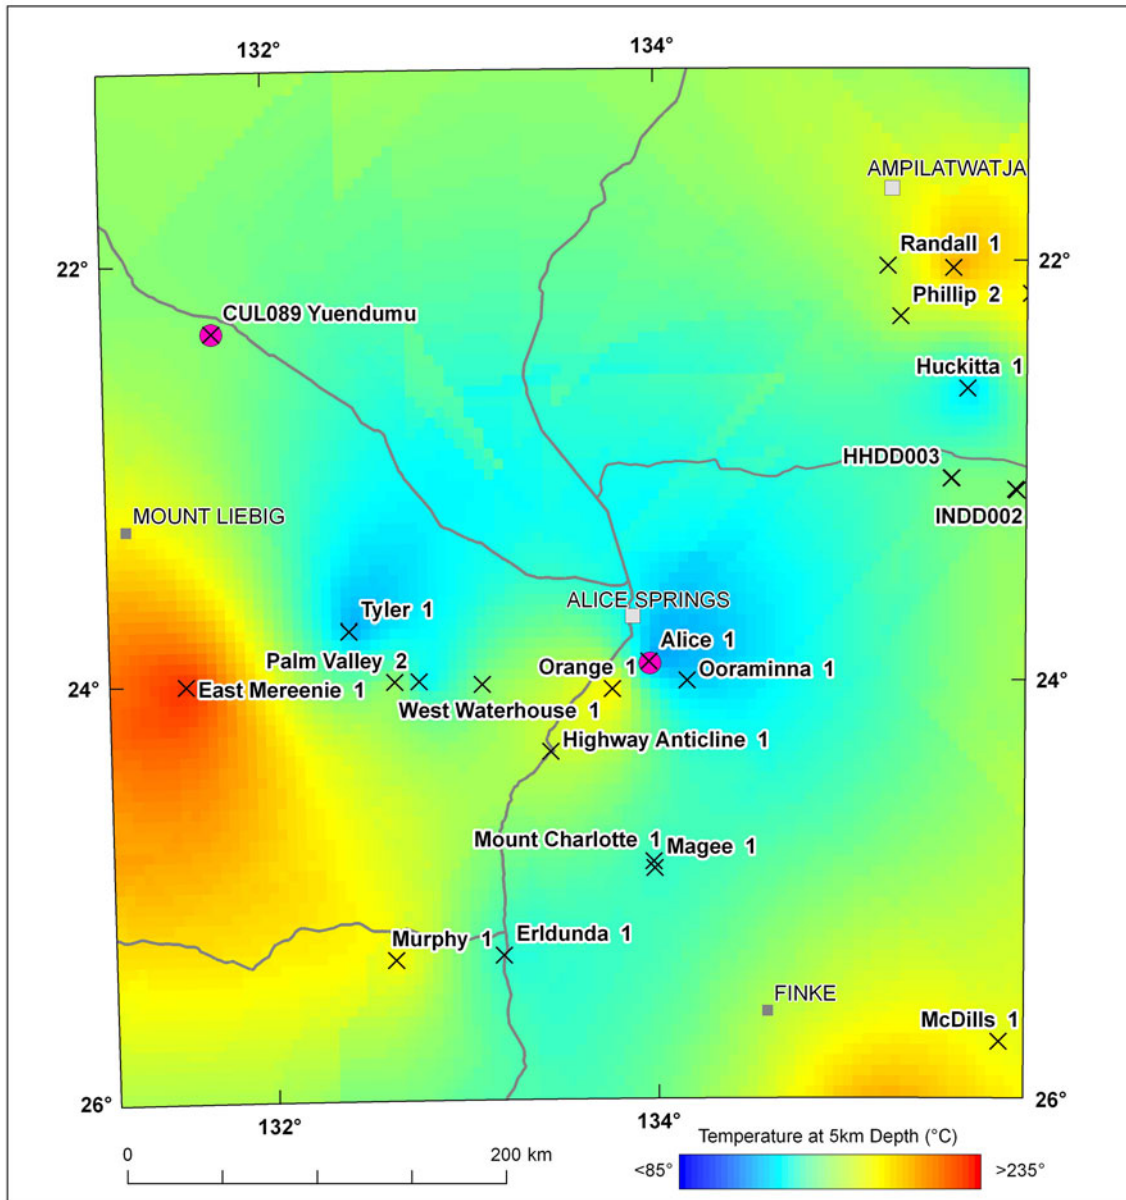 132°
134°
AMPILATWATJA
Randall 1
22°
22°
Phillip 2
CUL089 Yuendumu
Huckitta 1
HHDD003
INDD002
MOUNT LIEBIG
ALICE SPRINGS
Tyler 1
Alice 1
Palm Valley 2
Orange 1
Ooraminna 1
24°
East Mereenie 1
24°
West Waterhouse 1
Highway Anticline 1
Mount Charlotte 1
Magee 1
Murphy 1
Erldunda 1
FINKE
McDills 1
26°
26°
132°
134°
Temperature at 5km Depth (°C)
0
200 km
<85°
>235°